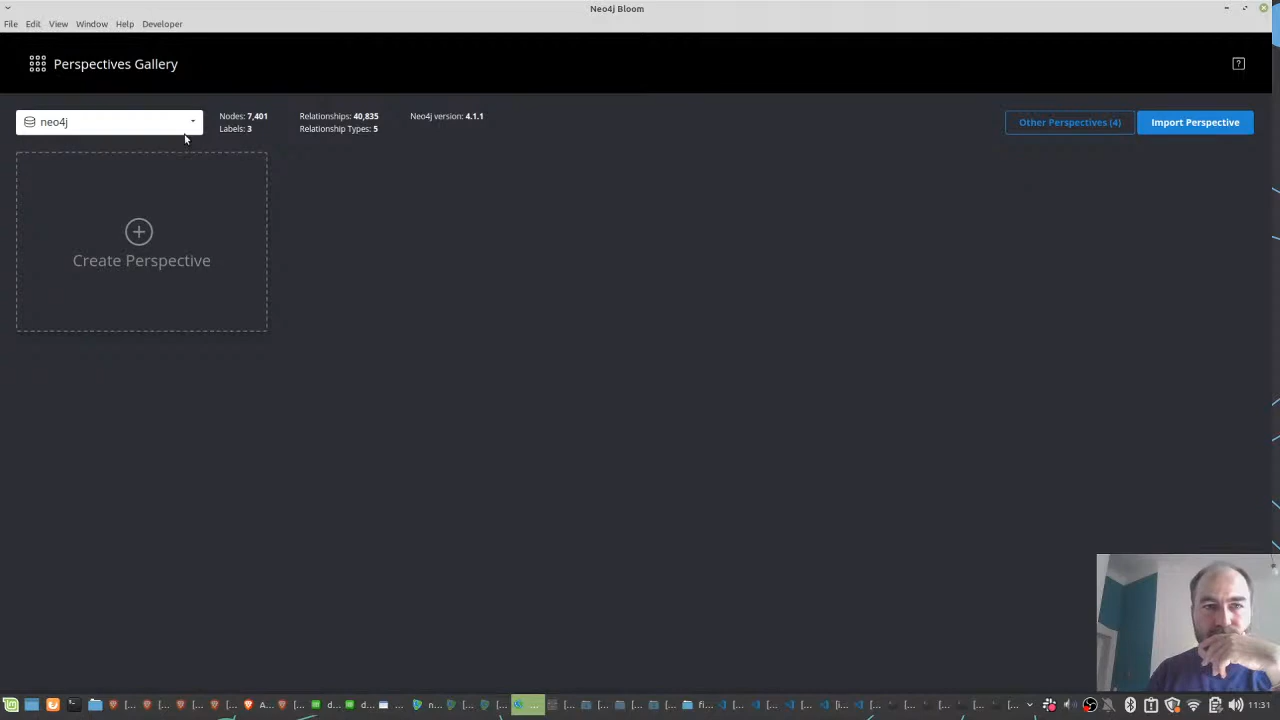 Neo4j Bloom
File Edit View Window Help Developer
Perspectives Gallery
?
neo4j
Nodes: 7,401 Relationships: 40,835 Neo4j version: 4.1.1
Labels: 3 Relationship Types: 5
Other Perspectives (4)
Import Perspective
Create Perspective
[... [... [... [... A... [... d... d... ... n... [... [... ... [... [... [... [... fi... [... [... [... [i... [... [... [... [... [... 11:31